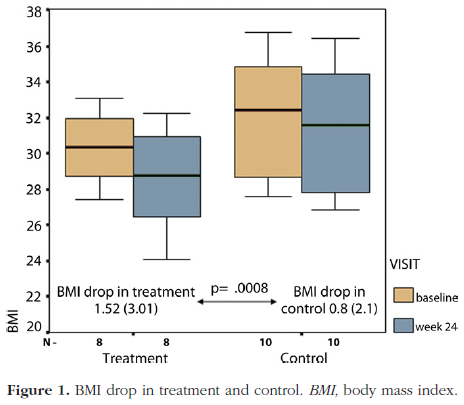 38
36
34
32
30
28
26
24
22
20
BMI
BMI drop in treatment
1.52 (3.01)
p= .0008
BMI drop in
control 0.8 (2.1)
VISIT
baseline
week 24
N - 8 8 10 10
Treatment Control
Figure 1. BMI drop in treatment and control. BMI, body mass index.